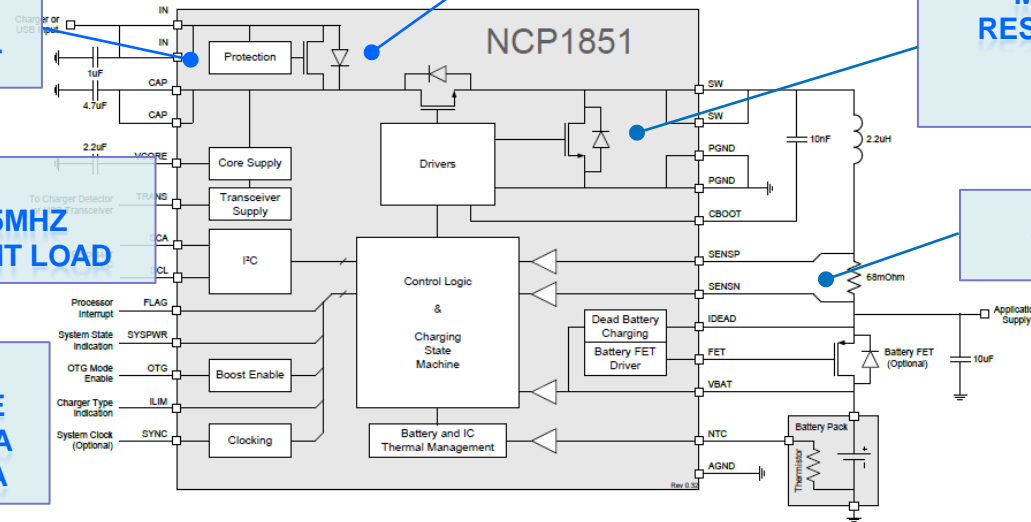 Charger or
USB Input
IN
IN
1uF
CAP
4.7uF
CAP
2.2uF
VCORE
To Charger Detector
Transceiver
TRANS
MHZ
T LOAD
SCA
SCL
Processor
Interrupt
FLAG
System State
Indication
SYSPWR
OTG Mode
Enable
OTG
Charger Type
Indication
ILIM
System Clock
(Optional)
SYNC
E
A
A
NCP1851
Protection
Core Supply
Transceiver
Supply
I²C
Boost Enable
Clocking
Drivers
Control Logic
&
Charging
State
Machine
Battery and IC
Thermal Management
Dead Battery
Charging
Battery FET
Driver
Rev 0.32
SW
SW
PGND
PGND
CBOOT
SENSP
SENSN
IDEAD
FET
VBAT
NTC
AGND
M
RES
10nF
2.2uH
68mOhm
Applicatio
Supply
Battery FET
(Optional)
10uF
Battery Pack
Thermistor
+
-